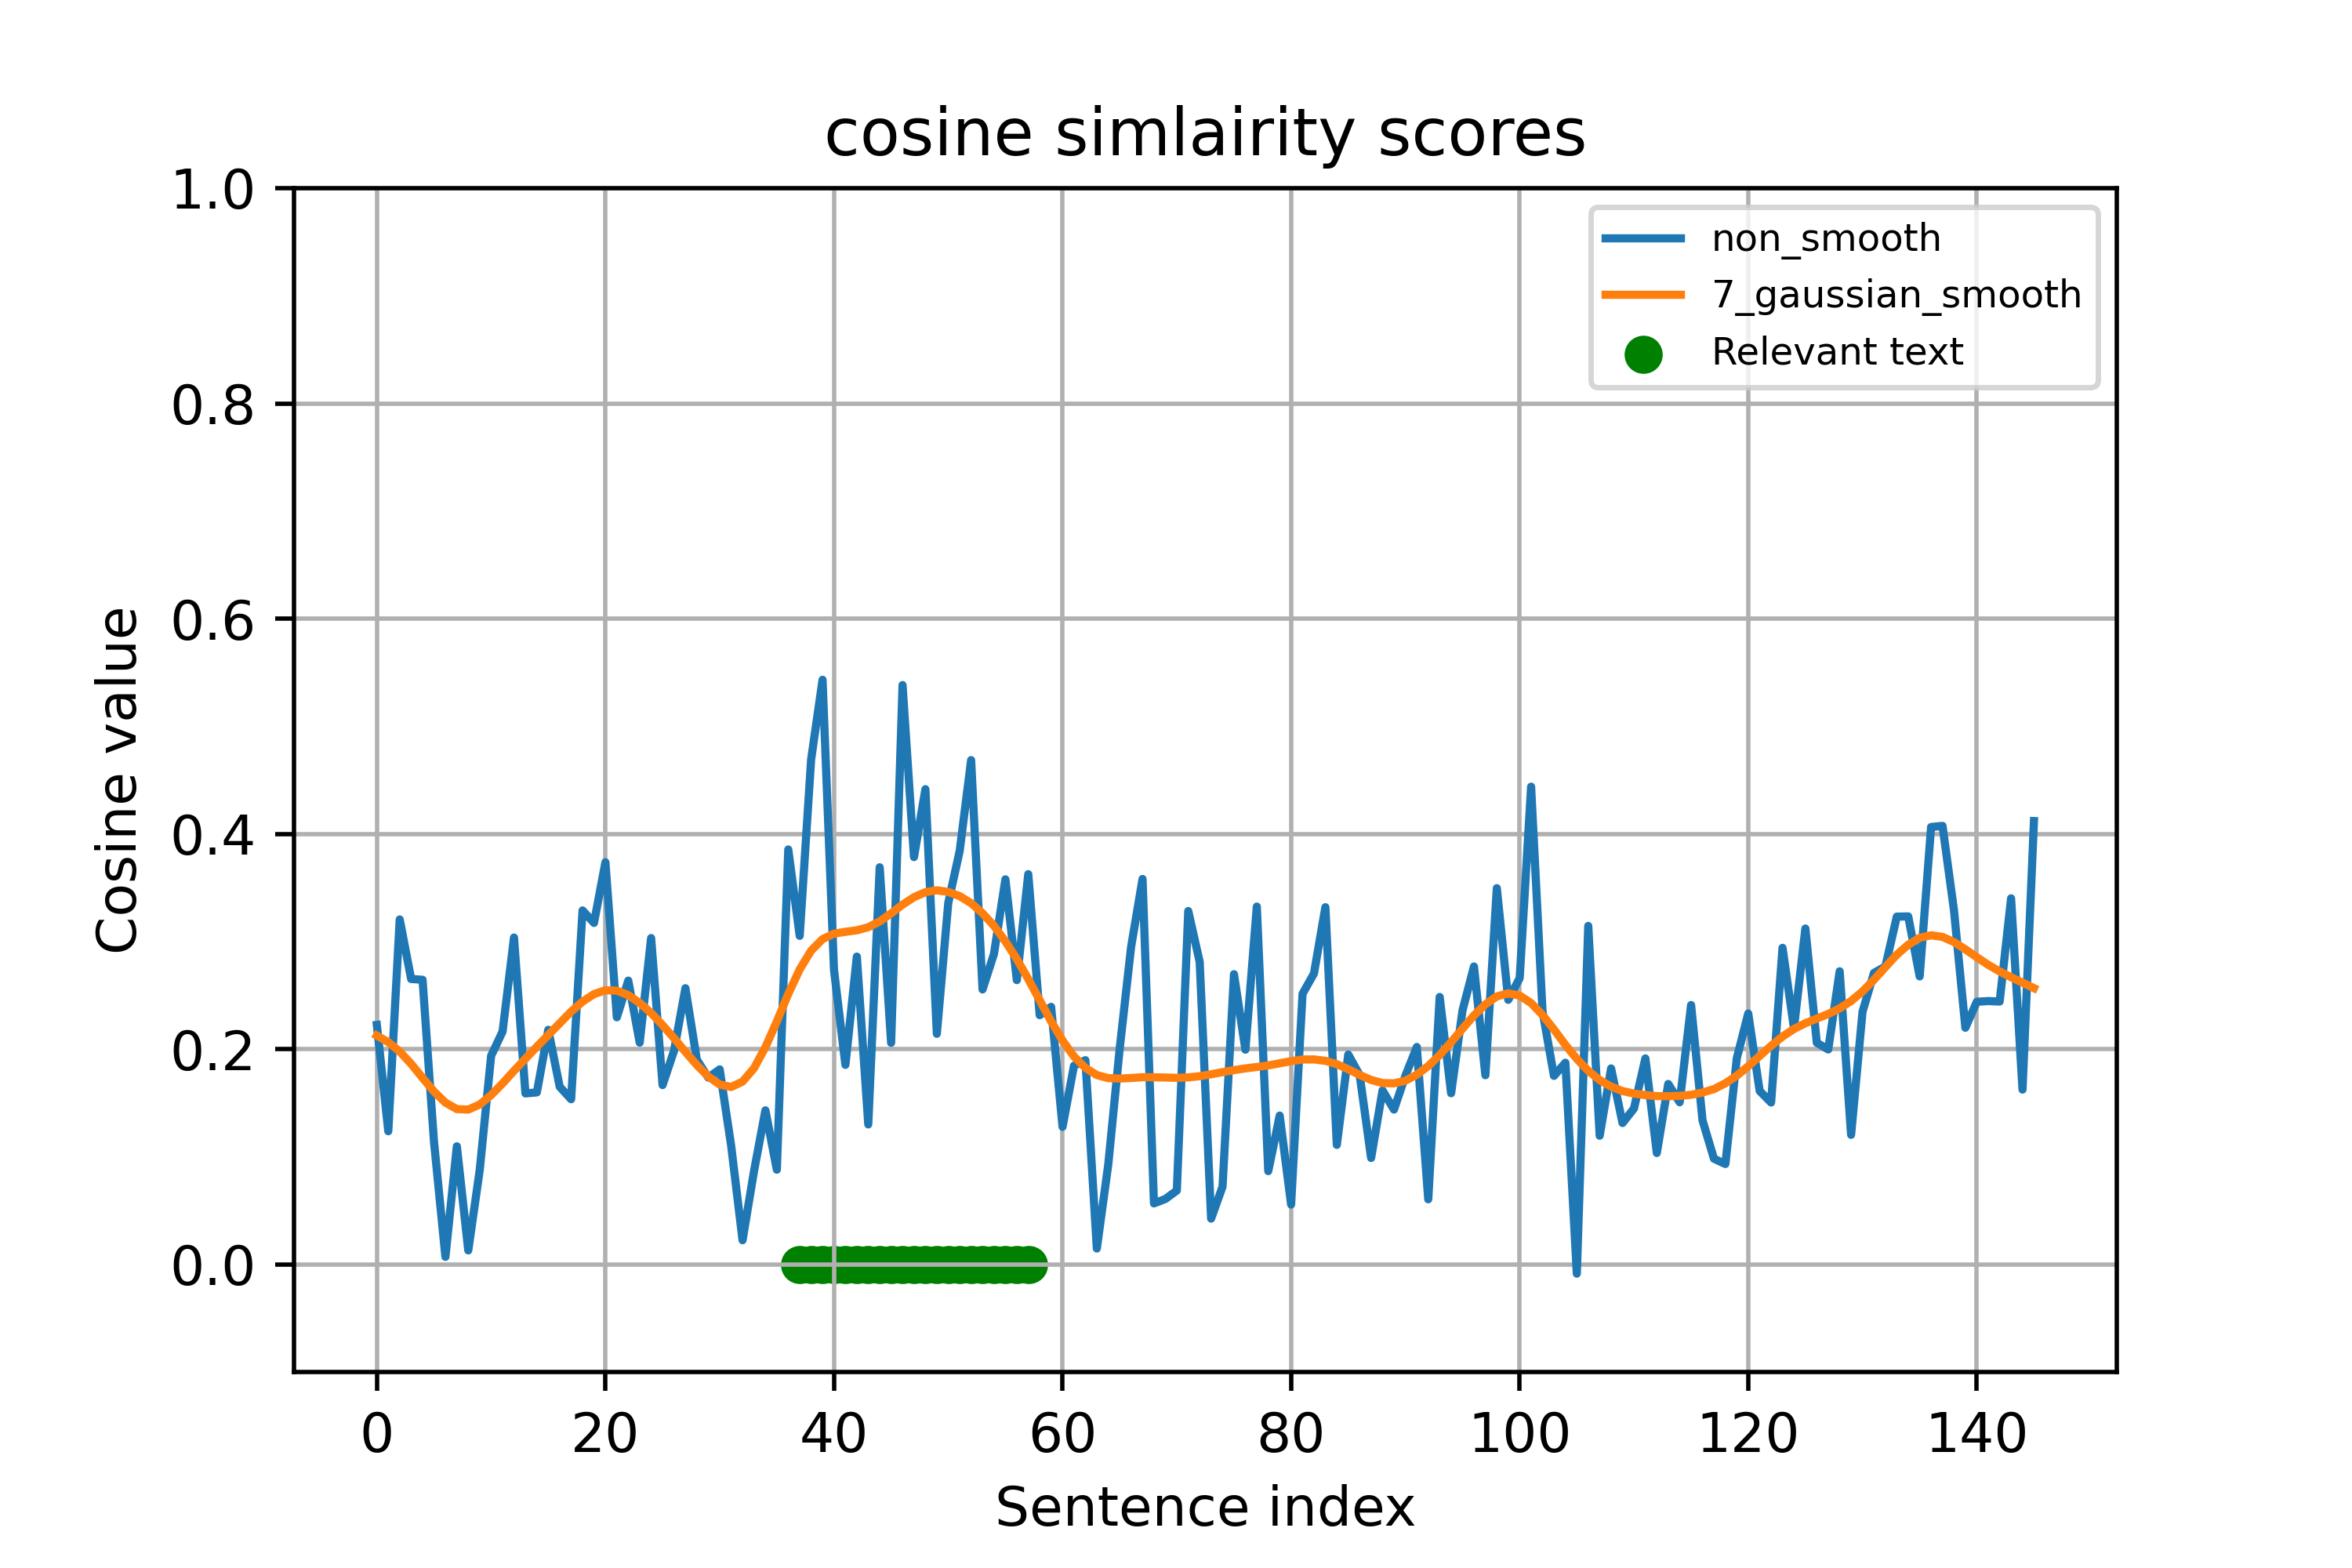 cosine simlairity scores
1.0
0.8
0.6
0.4
0.2
0.0
Cosine value
non_smooth
7_gaussian_smooth
Relevant text
0 20 40 60 80 100 120 140
Sentence index